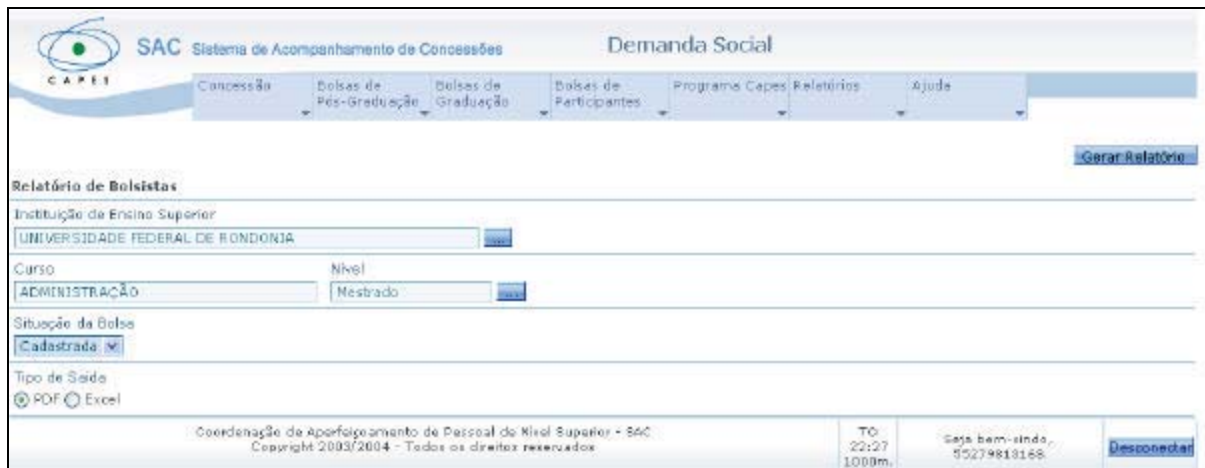 SAC Sistema de Acompanhamento de Concessões Demanda Social
CAPES
Concessão Bolsas de Pós-Graduação Bolsas de Graduação Bolsas de Participantes Programa Capes Relatórios Ajuda
Gerar Relatório
Relatório de Bolsistas
Instituição de Ensino Superior
UNIVERSIDADE FEDERAL DE RONDONIA ...
Curso Nível
ADMINISTRAÇÃO Mestrado ...
Situação da Bolsa
Cadastrada
Tipo de Saída
PDF Excel
Coordenação de Aperfeiçoamento de Pessoal de Nível Superior - SAC
Copyright 2003/2004 - Todos os direitos reservados
TO
22:27
1000m.
Seja bem-vindo,
55279818168
Desconectar